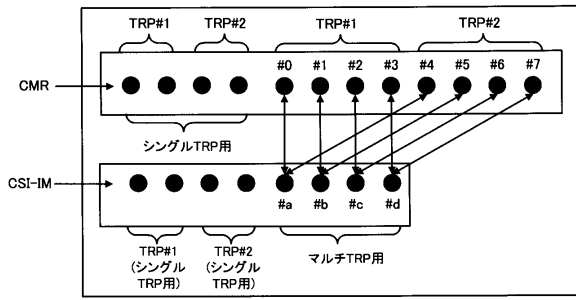 TRP#1 TRP#2 TRP#1 TRP#2
#0 #1 #2 #3 #4 #5 #6 #7
CMR
シングルTRP用
CSI-IM
#a #b #c #d
TRP#1 TRP#2 マルチTRP用
(シングル (シングル
TRP用) TRP用)